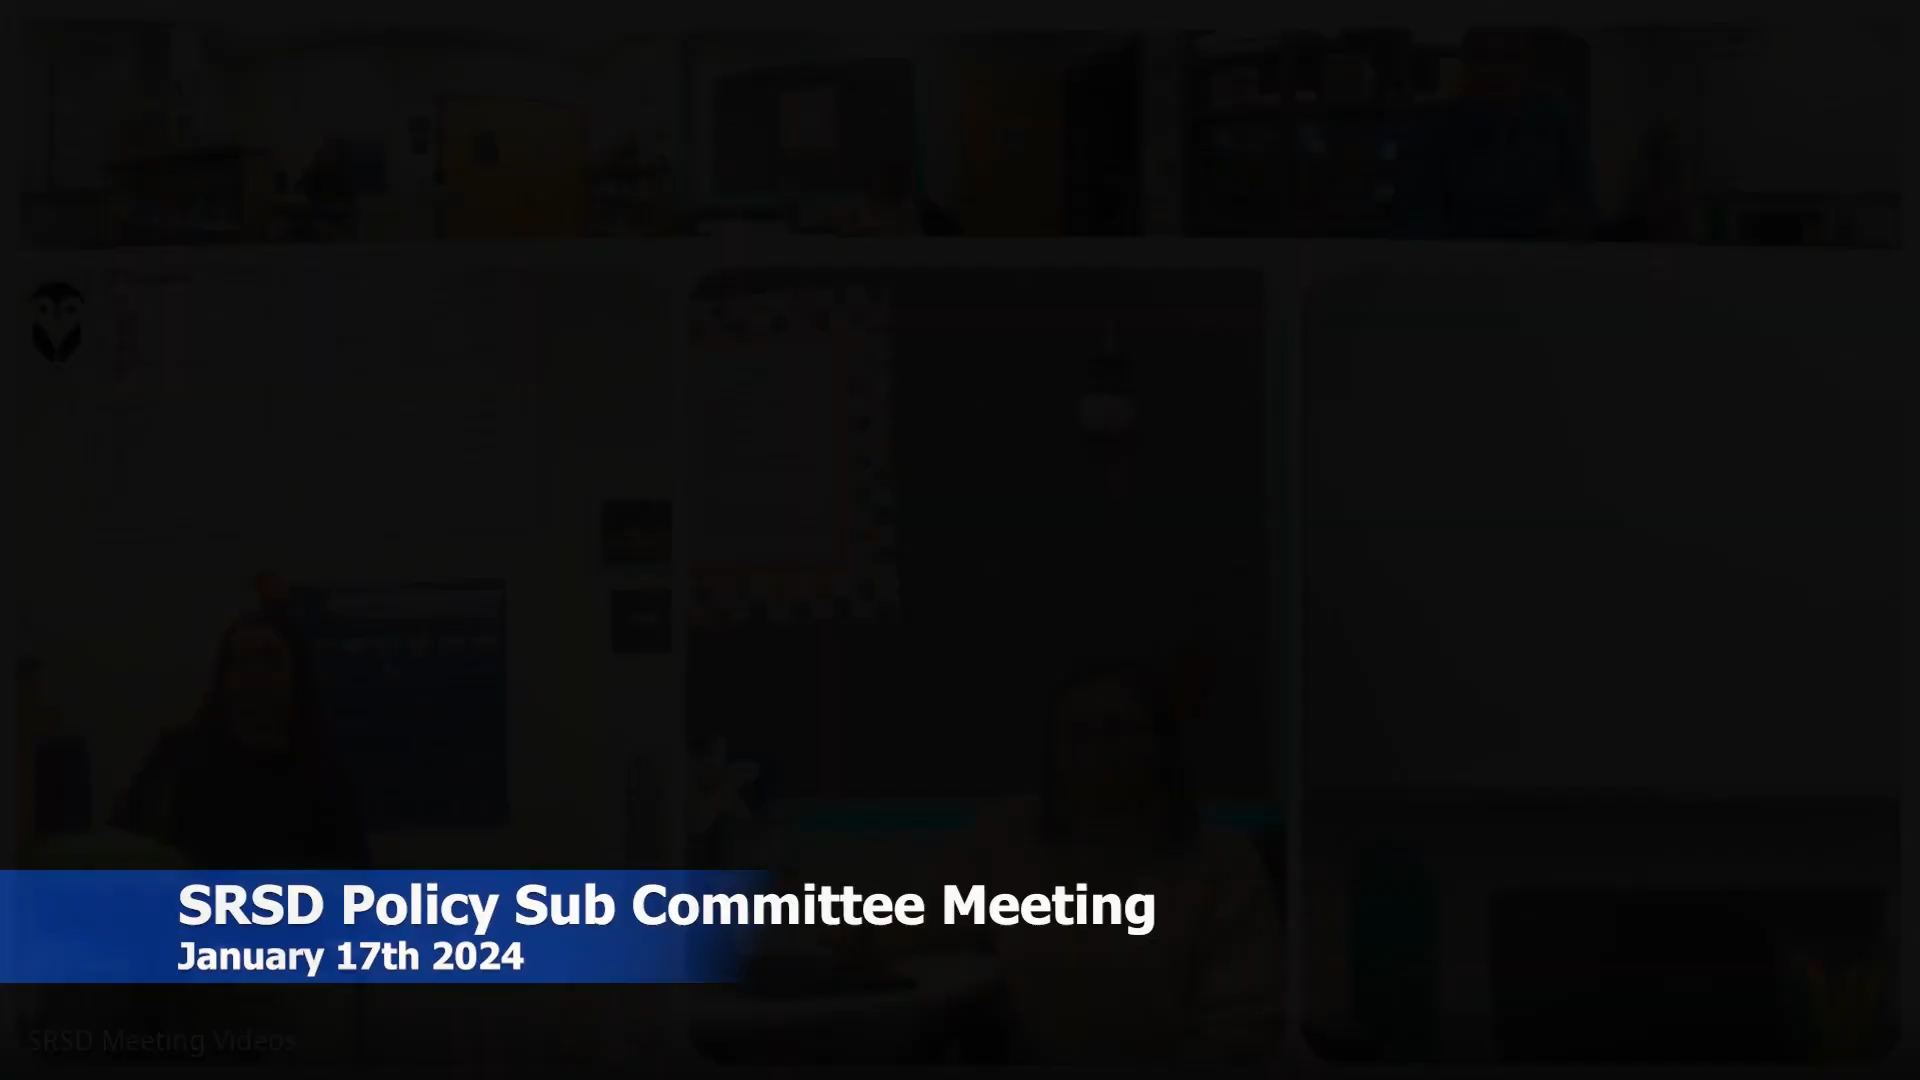 SRSD Policy Sub Committee Meeting
January 17th 2024
SRSD Meeting Videos